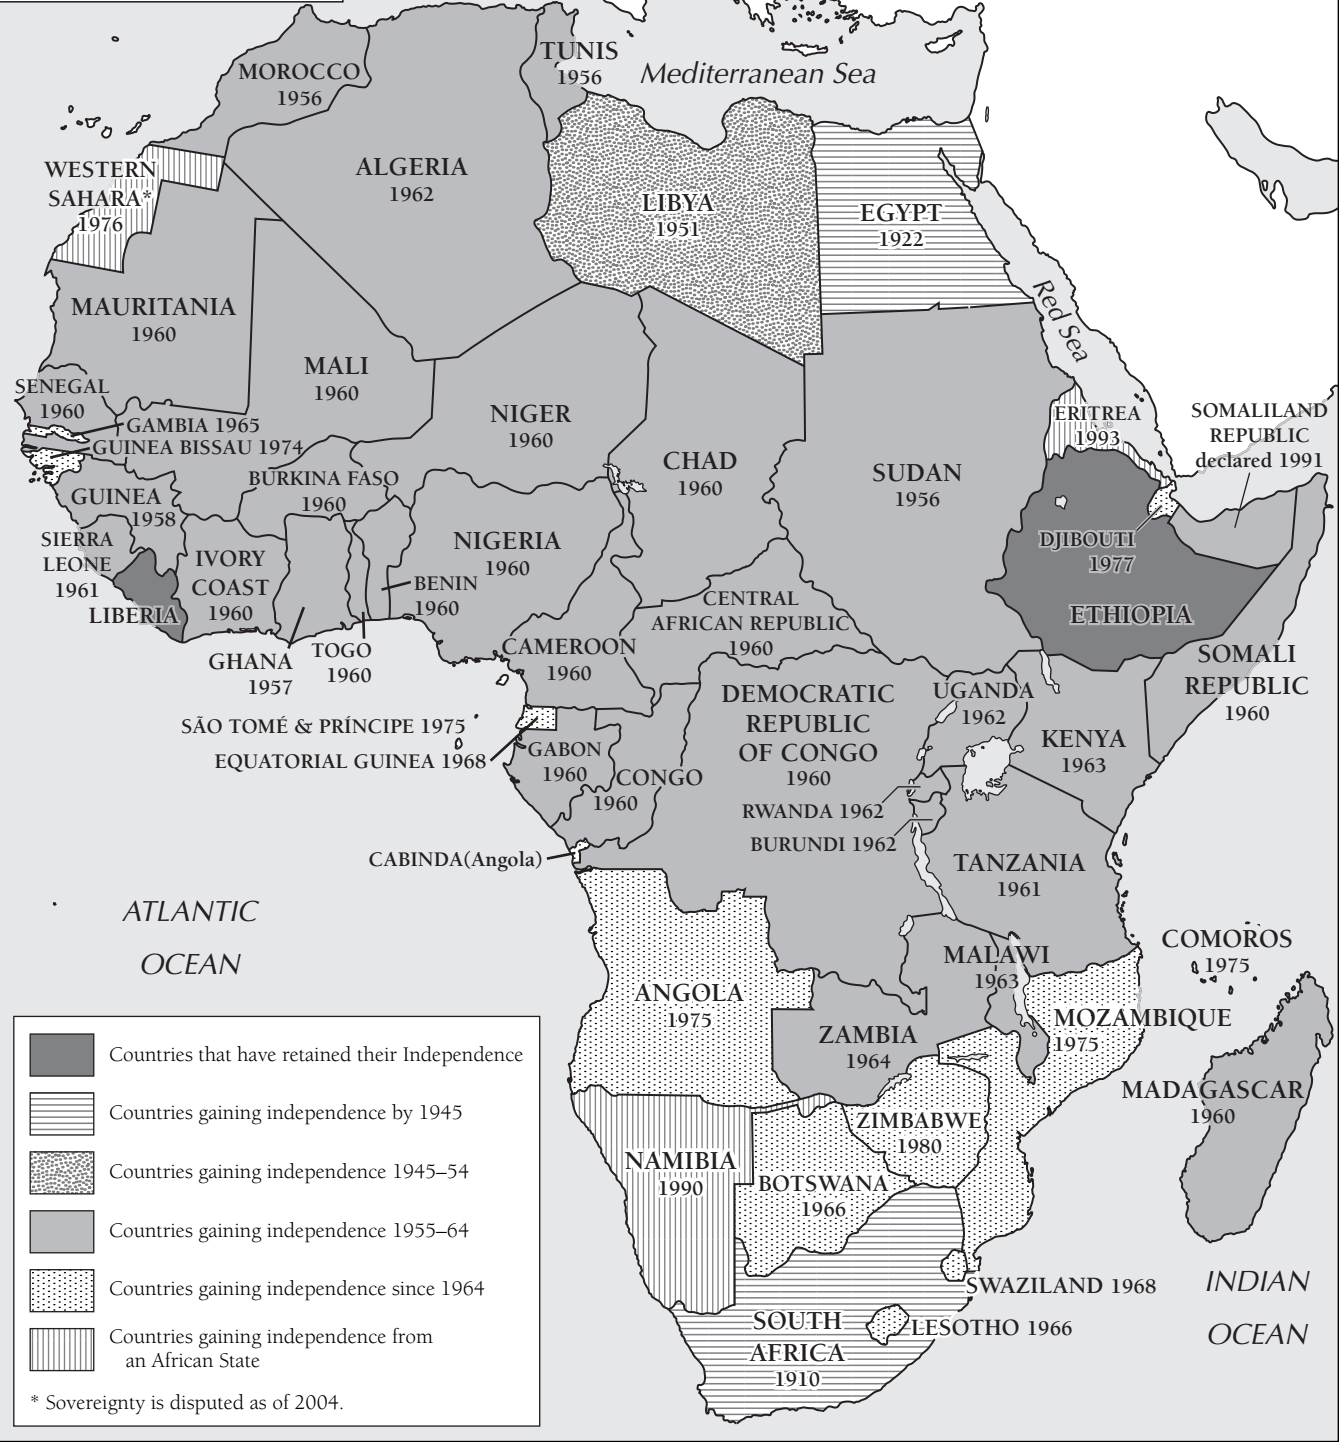 TUNIS
1956
Mediterranean Sea
MOROCCO
1956
ALGERIA
1962
WESTERN
SAHARA*
1976
LIBYA
1951
EGYPT
1922
Red Sea
MAURITANIA
1960
MALI
1960
NIGER
1960
CHAD
1960
SUDAN
1956
ERITREA
1993
SOMALILAND
REPUBLIC
declared 1991
SENEGAL
1960
GAMBIA 1965
GUINEA BISSAU 1974
GUINEA
1958
BURKINA FASO
1960
SIERRA
LEONE
1961
LIBERIA
IVORY
COAST
1960
NIGERIA
1960
BENIN
1960
GHANA
1957
TOGO
1960
CAMEROON
1960
CENTRAL
AFRICAN REPUBLIC
1960
DJIBOUTI
1977
ETHIOPIA
SOMALI
REPUBLIC
1960
SÃO TOMÉ & PRÍNCIPE 1975
EQUATORIAL GUINEA 1968
GABON
1960
CONGO
1960
DEMOCRATIC
REPUBLIC
OF CONGO
1960
UGANDA
1962
KENYA
1963
RWANDA 1962
BURUNDI 1962
CABINDA(Angola)
TANZANIA
1961
ATLANTIC
OCEAN
ANGOLA
1975
ZAMBIA
1964
MALAWI
1963
COMOROS
1975
MOZAMBIQUE
1975
MADAGASCAR
1960
NAMIBIA
1990
ZIMBABWE
1980
BOTSWANA
1966
SWAZILAND 1968
LESOTHO 1966
SOUTH
AFRICA
1910
INDIAN
OCEAN
Countries that have retained their Independence
Countries gaining independence by 1945
Countries gaining independence 1945–54
Countries gaining independence 1955–64
Countries gaining independence since 1964
Countries gaining independence from
an African State
* Sovereignty is disputed as of 2004.